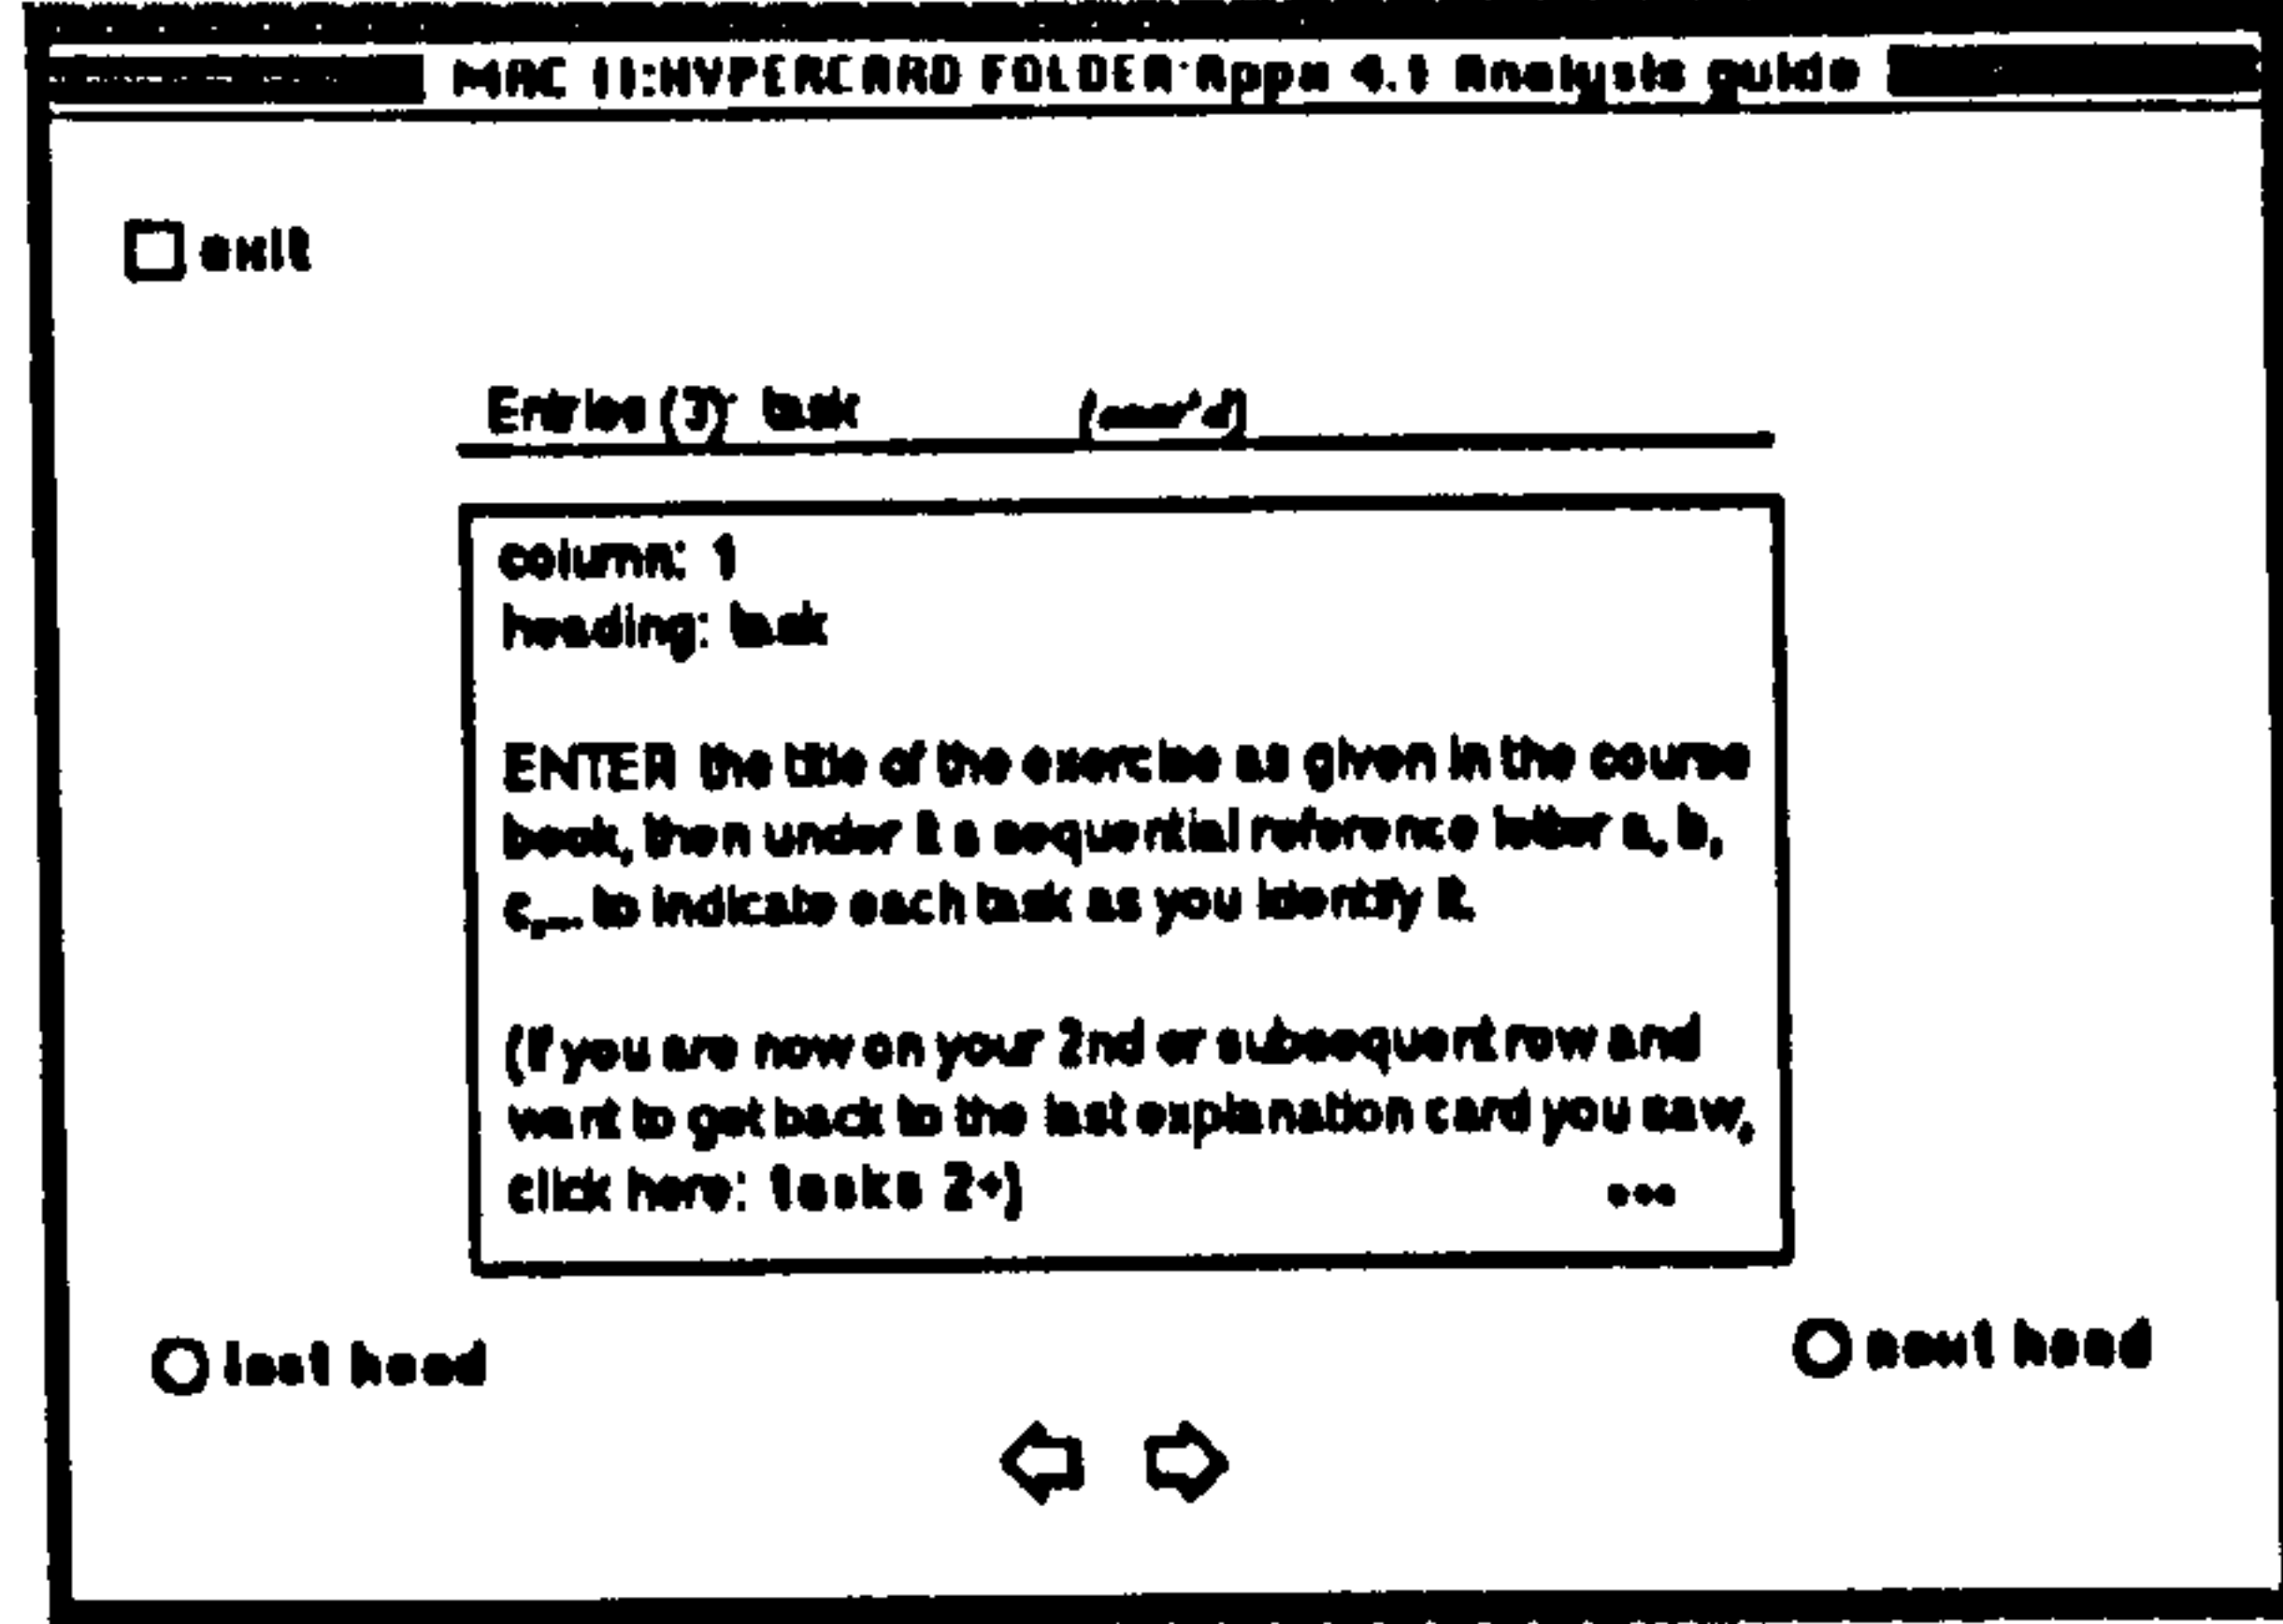 MAC II:HYPERCARD FOLDER:Appx 4.1 Analysis guide
exit
Entries (3): task (cont'd)
column: 1
heading: task
ENTER the title of the exercise as given in the course
book, then under it a sequential reference letter a, b,
c,... to indicate each task as you identify it.
(If you are now on your 2nd or subsequent row and
want to get back to the last explanation card you saw,
click here: Tasks 2+)
...
last head
next head